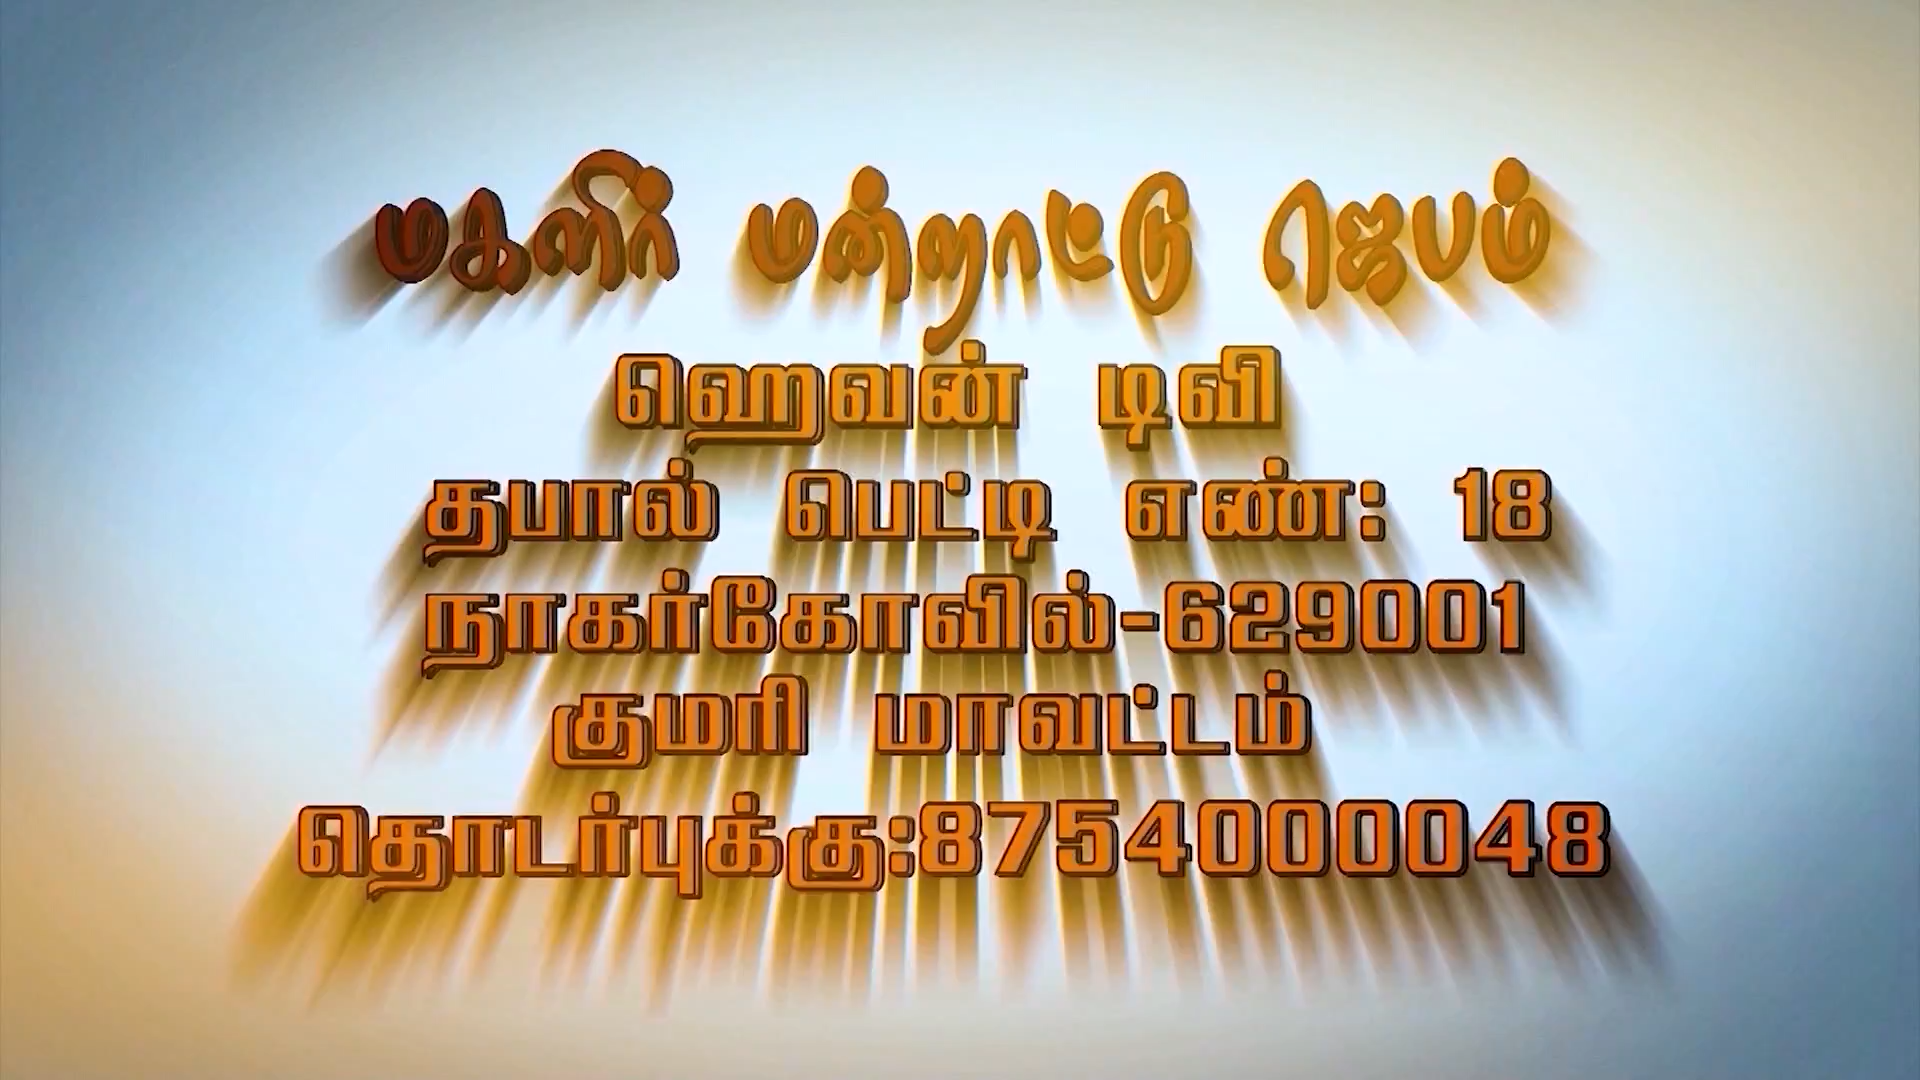 மகளிர் மன்றாட்டு ஜெபம்
ஹெவன் டிவி
தபால் பெட்டி எண்: 18
நாகர்கோவில்-629001
குமரி மாவட்டம்
தொடர்புக்கு:8754000048